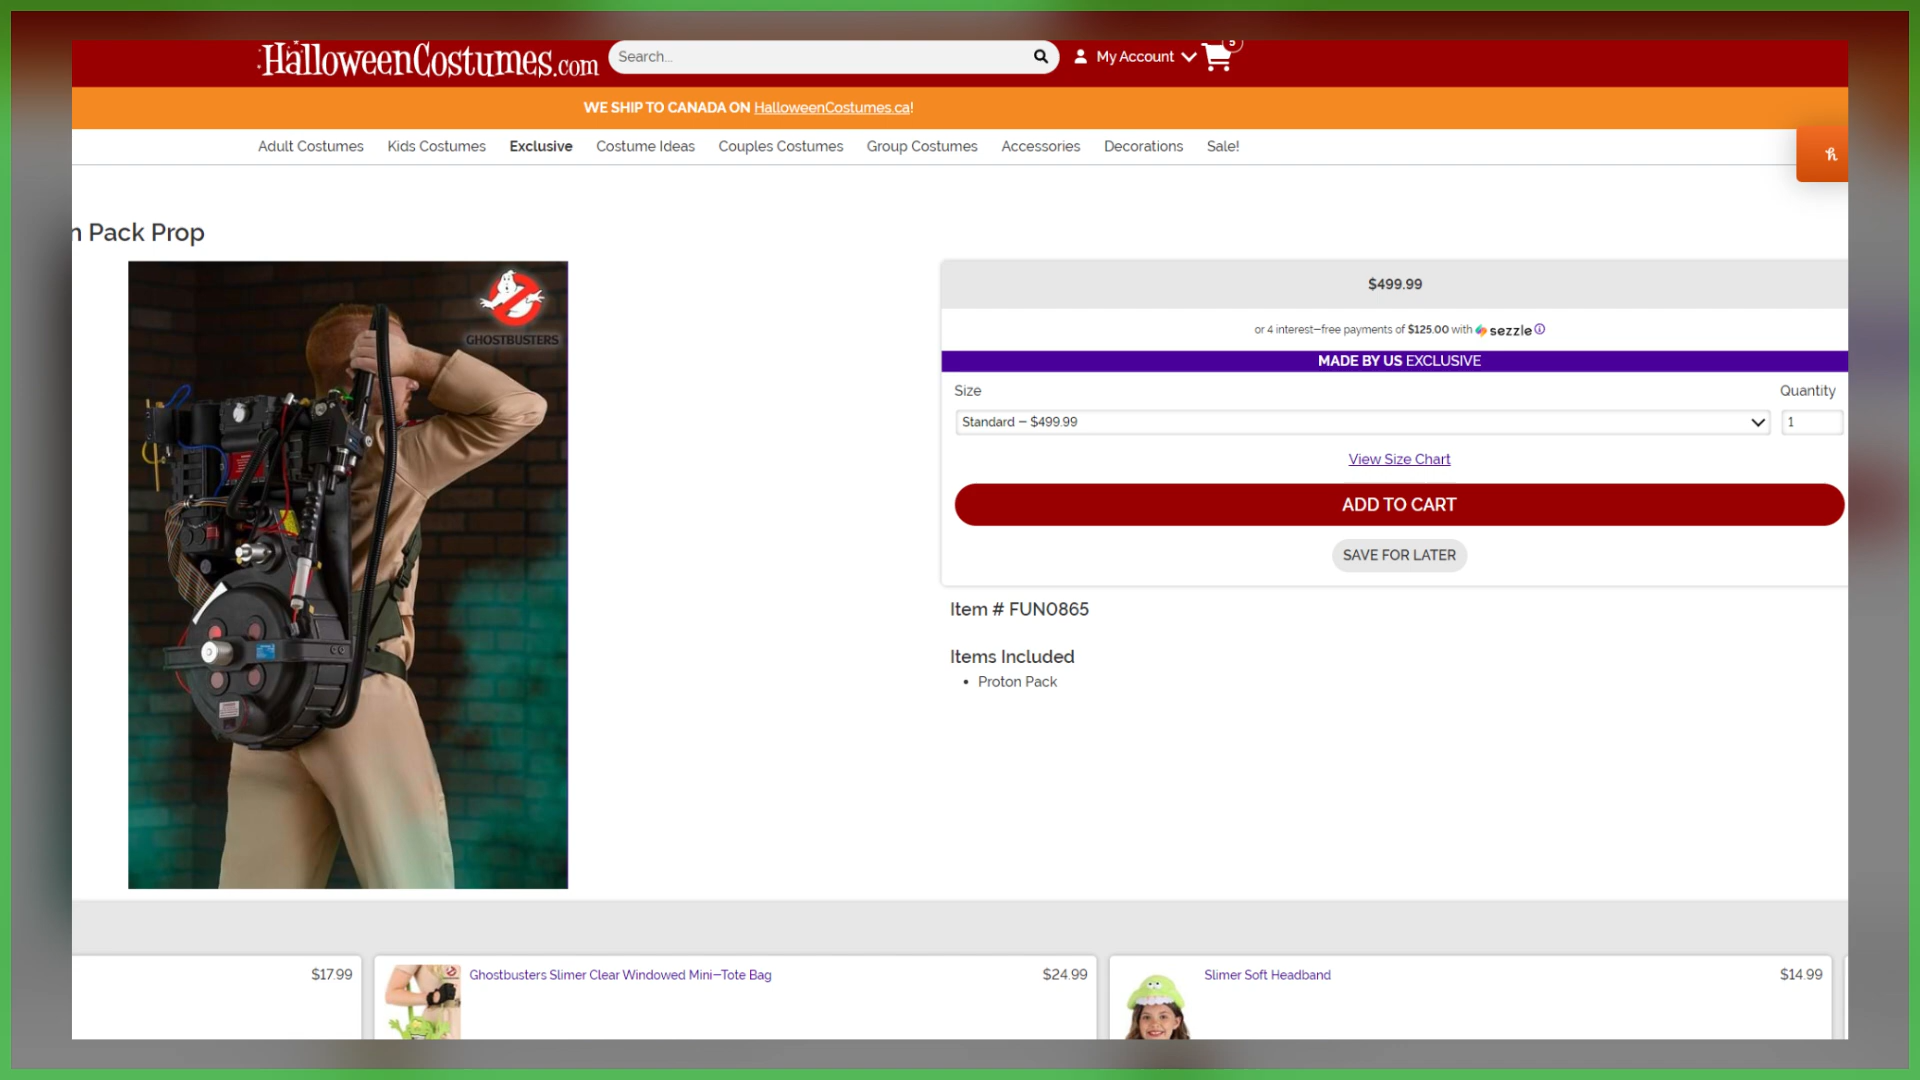 HalloweenCostumes.com
Search...
My Account
5
WE SHIP TO CANADA ON HalloweenCostumes.ca!
Adult Costumes Kids Costumes Exclusive Costume Ideas Couples Costumes Group Costumes Accessories Decorations Sale!
n Pack Prop
GHOSTBUSTERS
$499.99
or 4 interest-free payments of $125.00 with sezzle
MADE BY US EXCLUSIVE
Size
Quantity
Standard - $499.99
1
View Size Chart
ADD TO CART
SAVE FOR LATER
Item # FUN0865
Items Included
• Proton Pack
$17.99
Ghostbusters Slimer Clear Windowed Mini-Tote Bag
$24.99
Slimer Soft Headband
$14.99